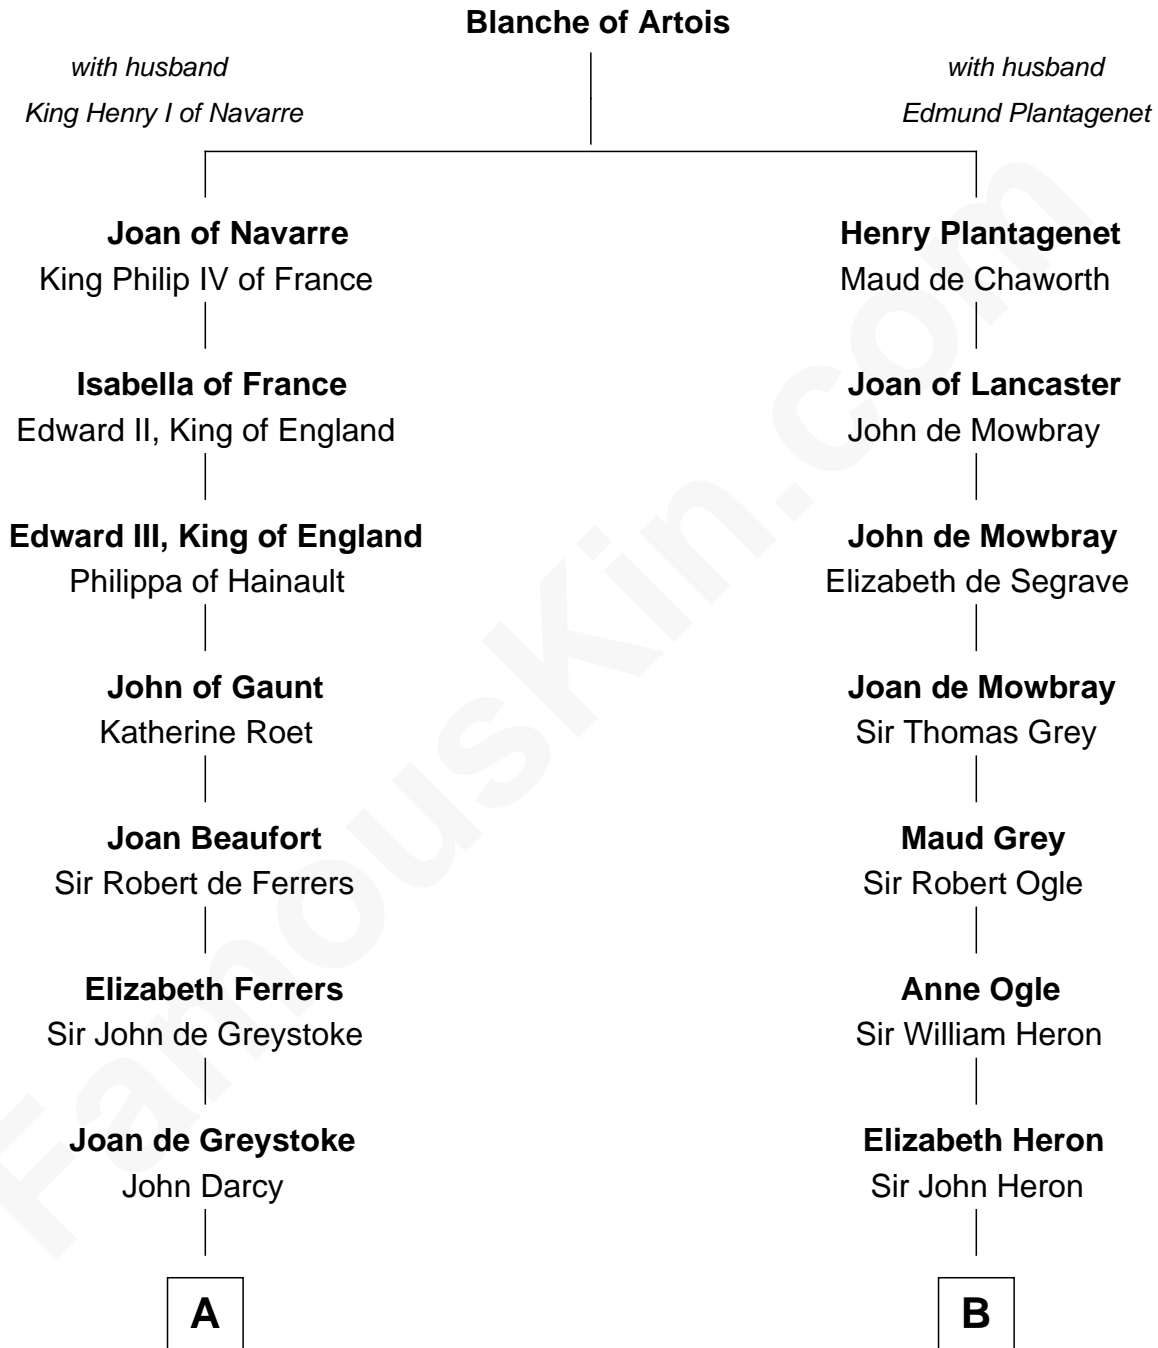 Blanche of Artois
with husband
King Henry I of Navarre
with husband
Edmund Plantagenet
Joan of Navarre
King Philip IV of France
Henry Plantagenet
Maud de Chaworth
Isabella of France
Edward II, King of England
Joan of Lancaster
John de Mowbray
Edward III, King of England
Philippa of Hainault
John de Mowbray
Elizabeth de Segrave
John of Gaunt
Katherine Roet
Joan de Mowbray
Sir Thomas Grey
Joan Beaufort
Sir Robert de Ferrers
Maud Grey
Sir Robert Ogle
Elizabeth Ferrers
Sir John de Greystoke
Anne Ogle
Sir William Heron
Joan de Greystoke
John Darcy
Elizabeth Heron
Sir John Heron
A
B
FamousKin.com